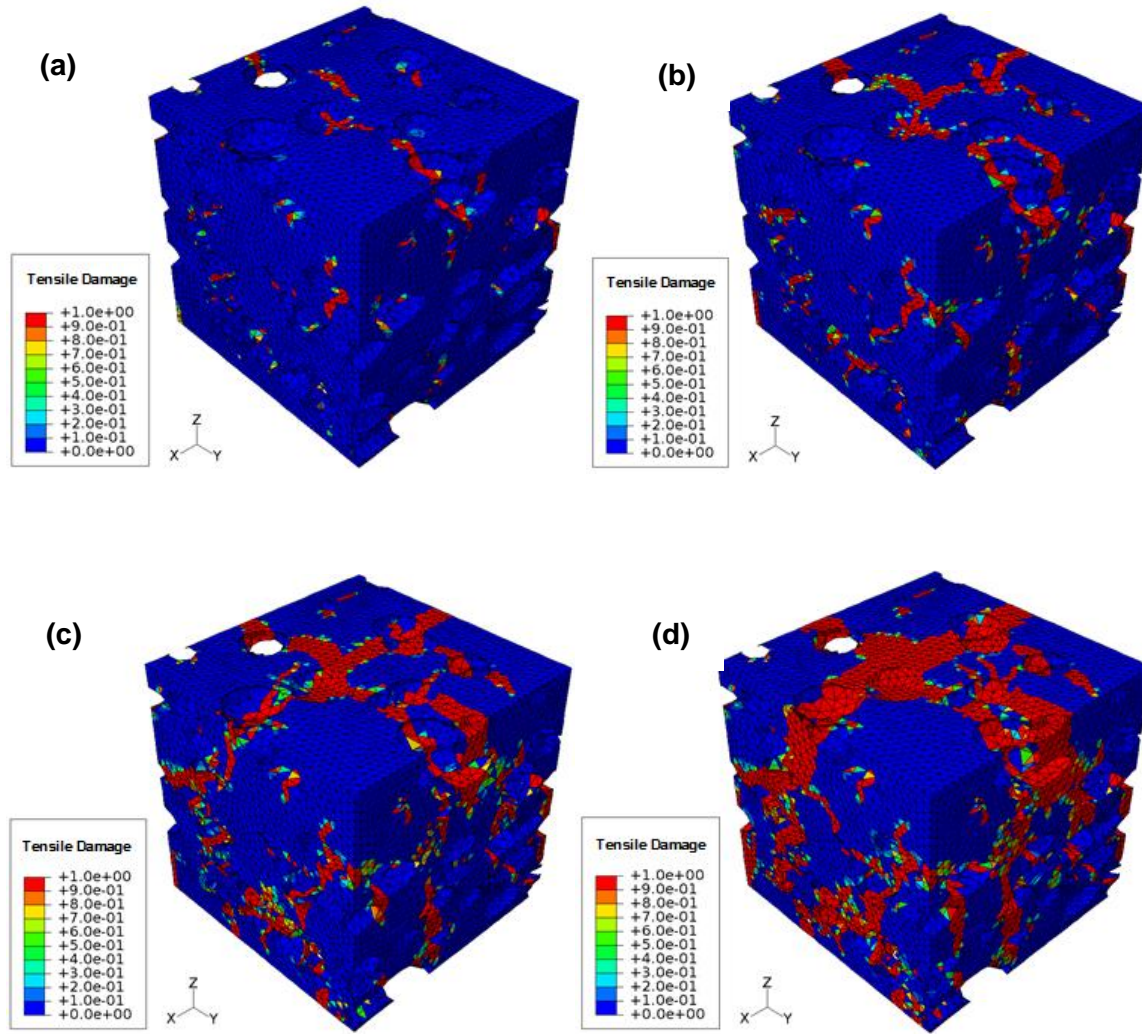 (a)
Tensile Damage
+1.0e+00
+9.0e-01
+8.0e-01
+7.0e-01
+6.0e-01
+5.0e-01
+4.0e-01
+3.0e-01
+2.0e-01
+1.0e-01
+0.0e+00
Z
X Y
(b)
Tensile Damage
+1.0e+00
+9.0e-01
+8.0e-01
+7.0e-01
+6.0e-01
+5.0e-01
+4.0e-01
+3.0e-01
+2.0e-01
+1.0e-01
+0.0e+00
Z
X Y
(c)
Tensile Damage
+1.0e+00
+9.0e-01
+8.0e-01
+7.0e-01
+6.0e-01
+5.0e-01
+4.0e-01
+3.0e-01
+2.0e-01
+1.0e-01
+0.0e+00
Z
X Y
(d)
Tensile Damage
+1.0e+00
+9.0e-01
+8.0e-01
+7.0e-01
+6.0e-01
+5.0e-01
+4.0e-01
+3.0e-01
+2.0e-01
+1.0e-01
+0.0e+00
Z
X Y